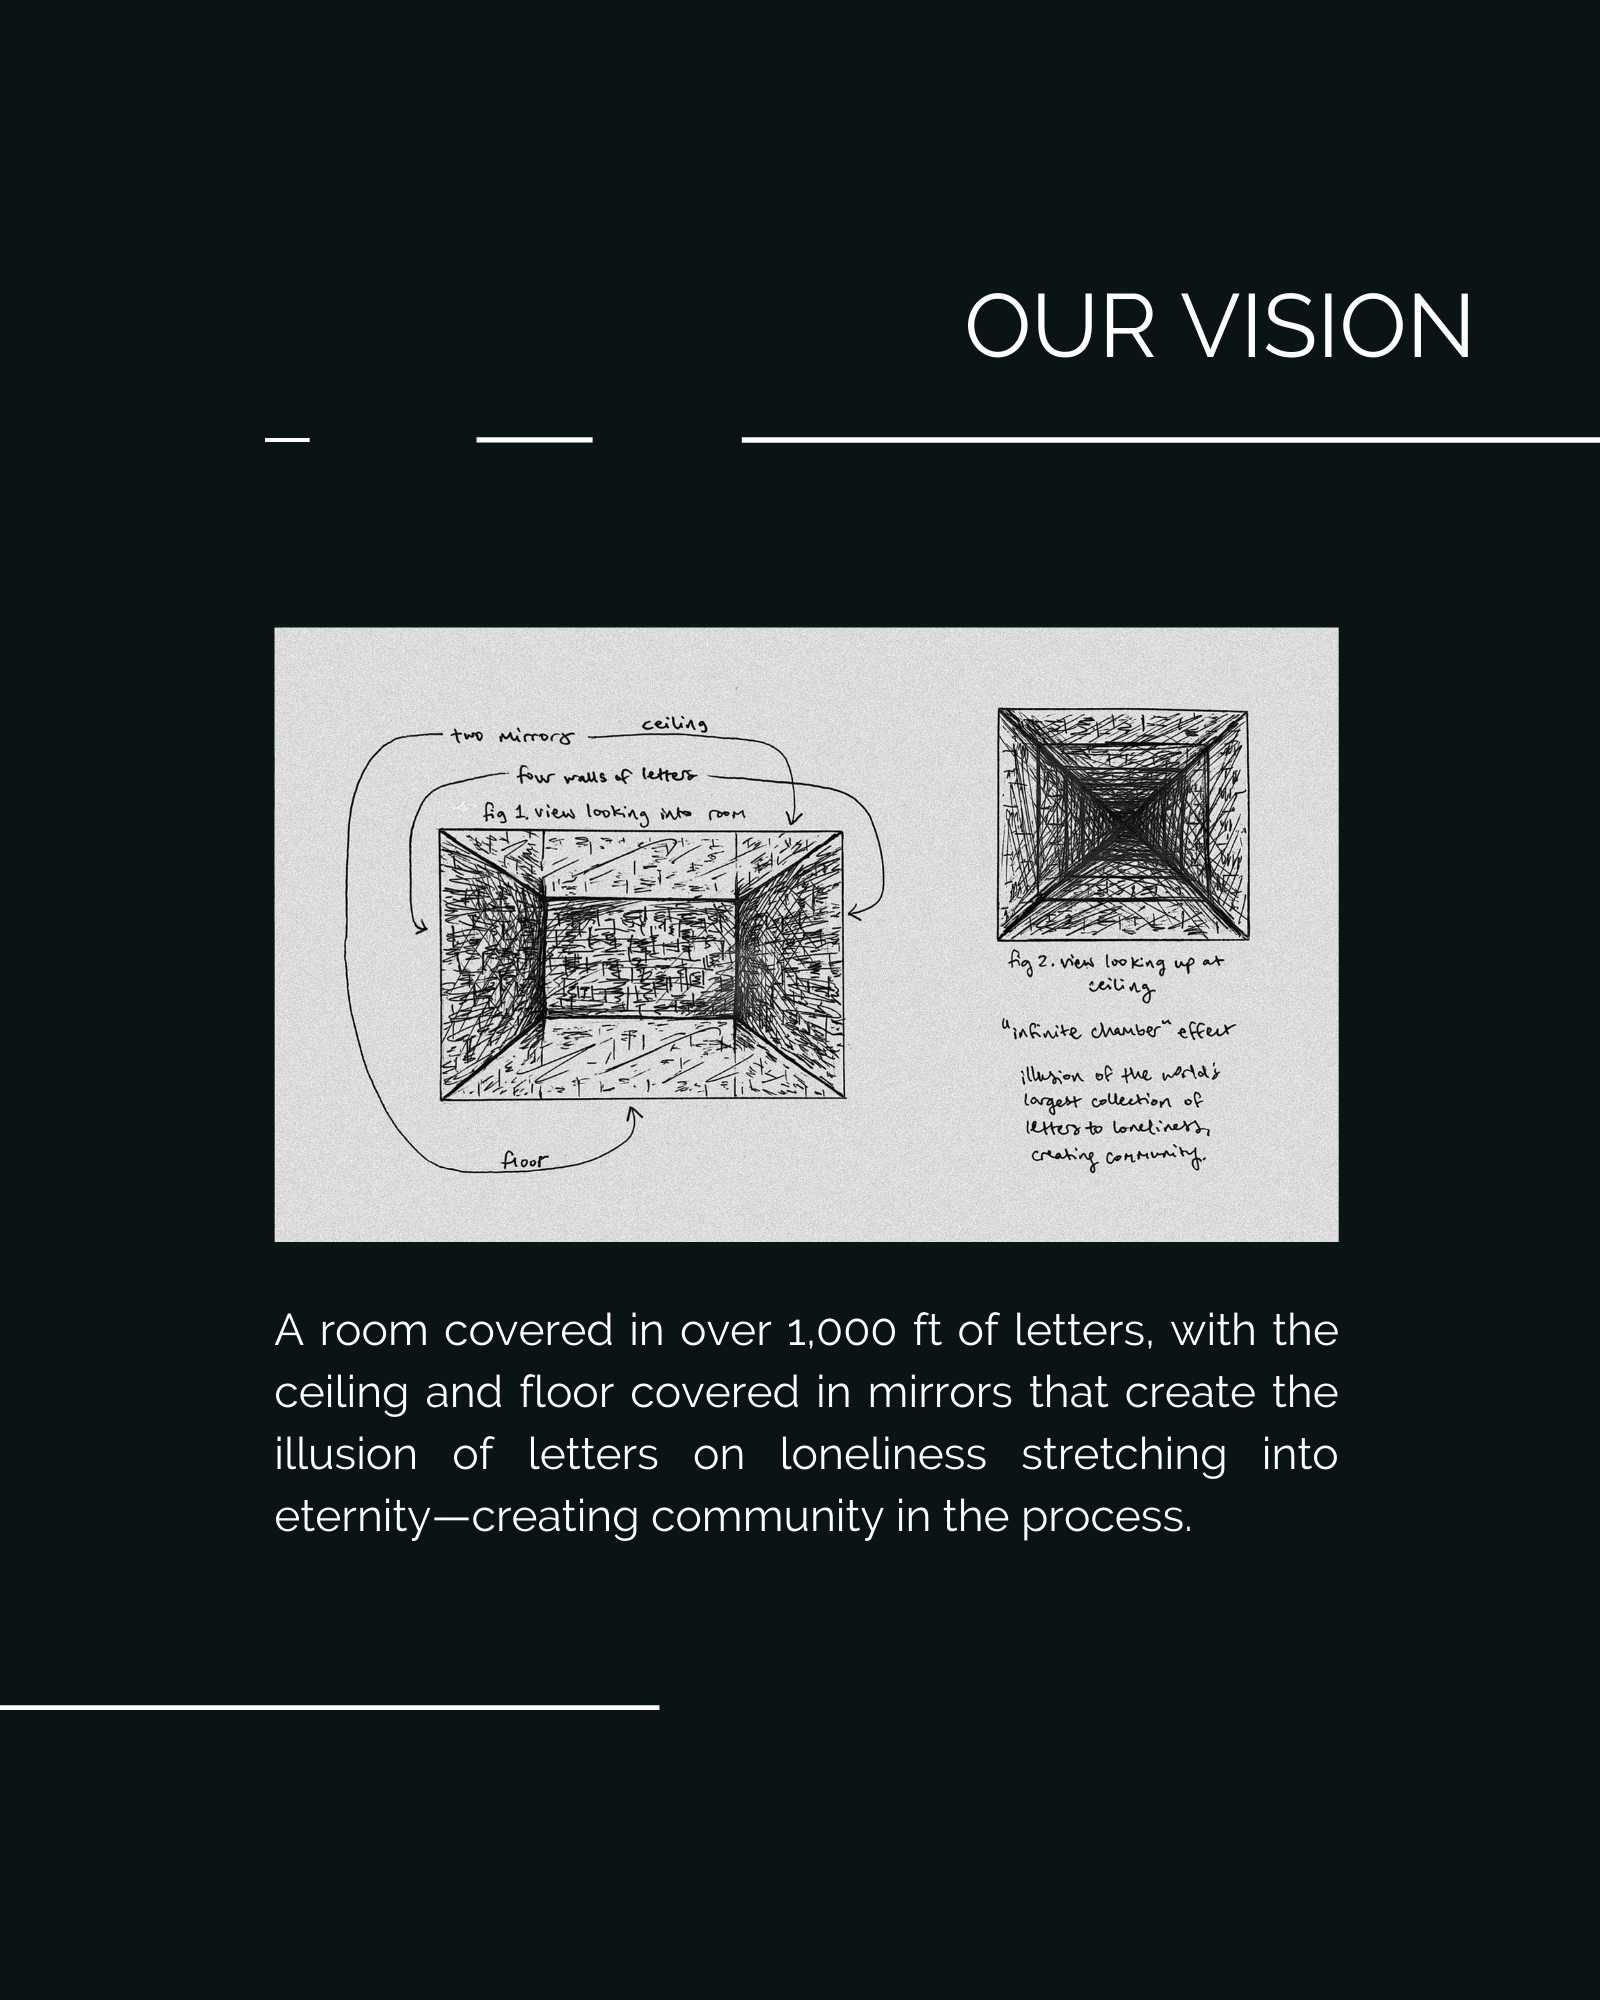 OUR VISION
two mirrors
ceiling
four walls of letters
fig 1. view looking into room
floor
fig 2. view looking up at
ceiling
"infinite chamber" effect
illusion of the world's
largest collection of
letters to loneliness,
creating community.
A room covered in over 1,000 ft of letters, with the
ceiling and floor covered in mirrors that create the
illusion of letters on loneliness stretching into
eternity—creating community in the process.